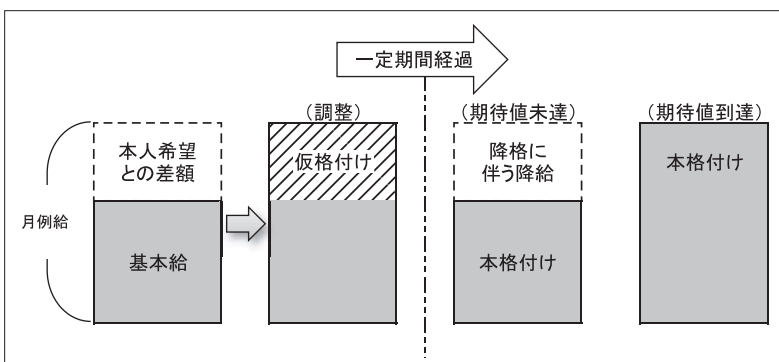 一定期間経過
（調整）
（期待値未達）
（期待値到達）
本人希望
との差額
仮格付け
降格に
伴う降給
本格付け
月例給
基本給
本格付け